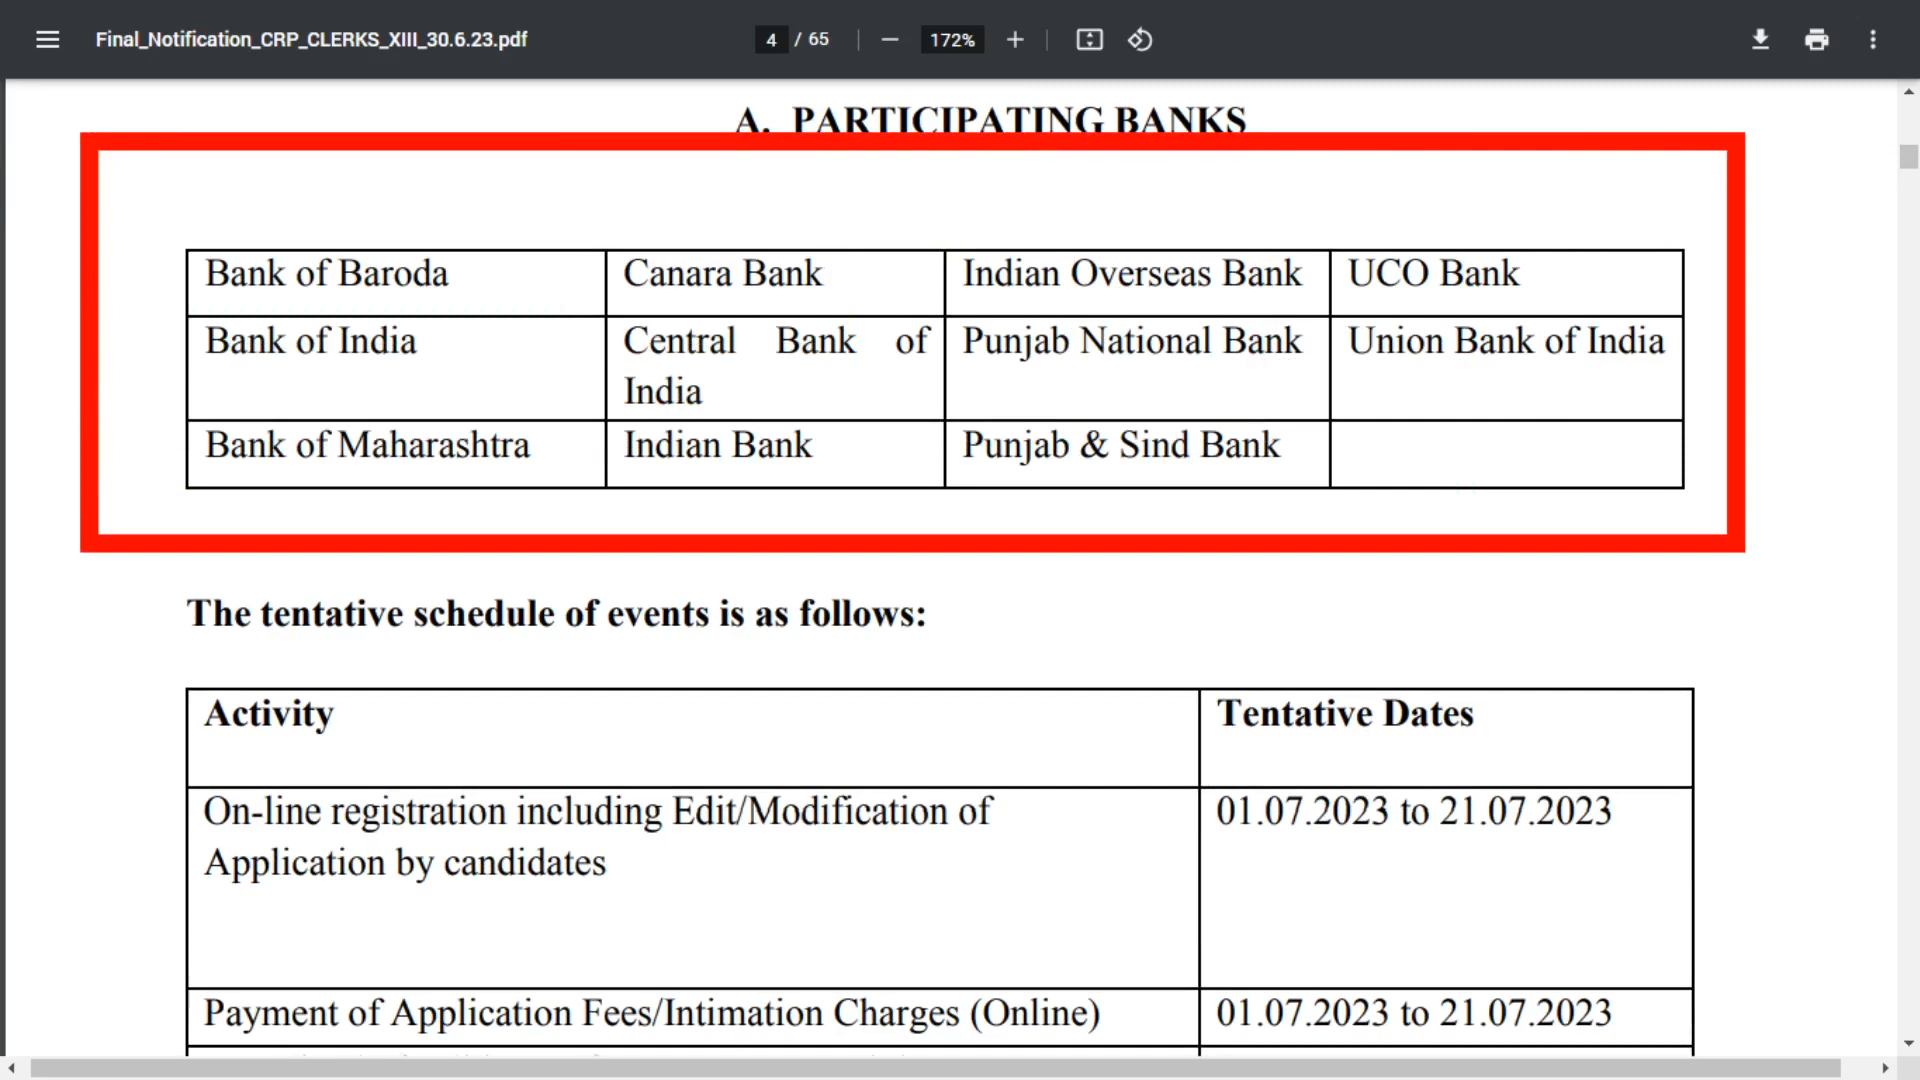 Final_Notification_CRP_CLERKS_XIII_30.6.23.pdf
4 / 65
172%
A. PARTICIPATING BANKS
Bank of Baroda Canara Bank Indian Overseas Bank UCO Bank
Bank of India Central Bank of India Punjab National Bank Union Bank of India
Bank of Maharashtra Indian Bank Punjab & Sind Bank
The tentative schedule of events is as follows:
Activity Tentative Dates
On-line registration including Edit/Modification of 01.07.2023 to 21.07.2023
Application by candidates
Payment of Application Fees/Intimation Charges (Online) 01.07.2023 to 21.07.2023